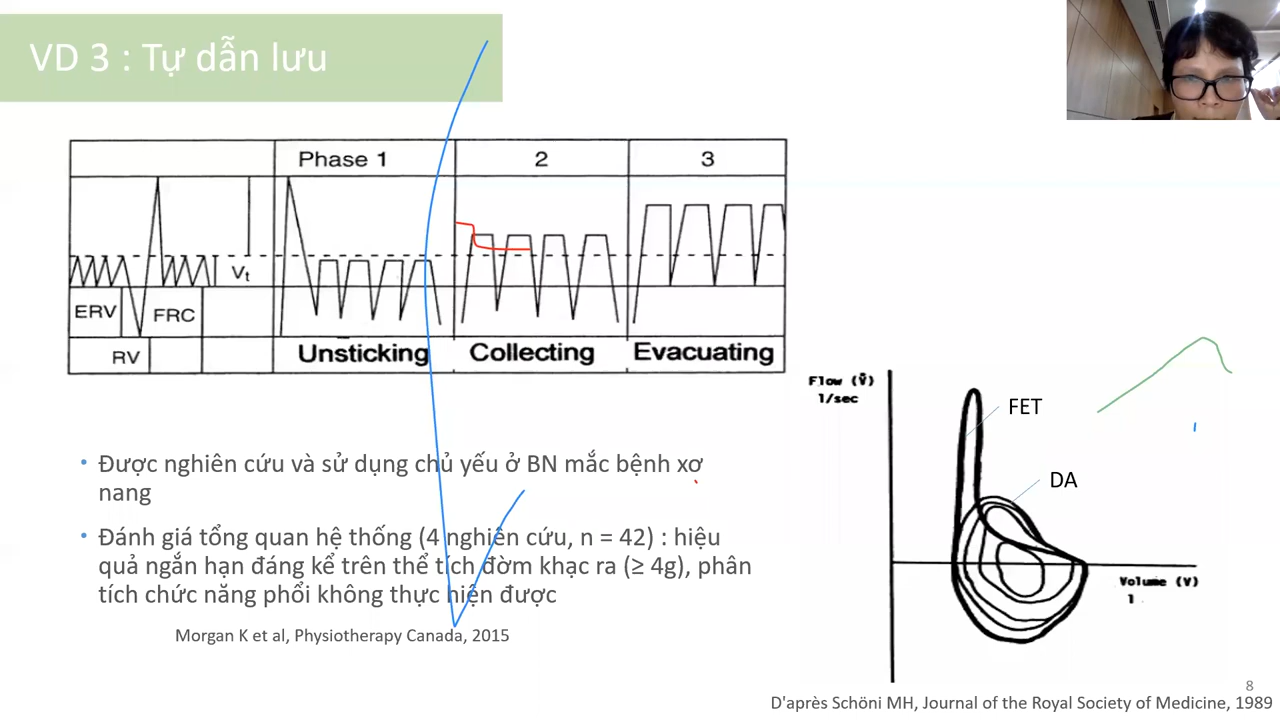 VD 3 : Tự dẫn lưu
Phase 1 2 3
Vt
ERV FRC
RV Unsticking Collecting Evacuating
Flow (V̇)
l/sec
FET
DA
Volume (V)
l
• Được nghiên cứu và sử dụng chủ yếu ở BN mắc bệnh xơ
nang
• Đánh giá tổng quan hệ thống (4 nghiên cứu, n = 42) : hiệu
quả ngắn hạn đáng kể trên thể tích đờm khạc ra (≥ 4g), phân
tích chức năng phổi không thực hiện được
Morgan K et al, Physiotherapy Canada, 2015
8
D'après Schöni MH, Journal of the Royal Society of Medicine, 1989